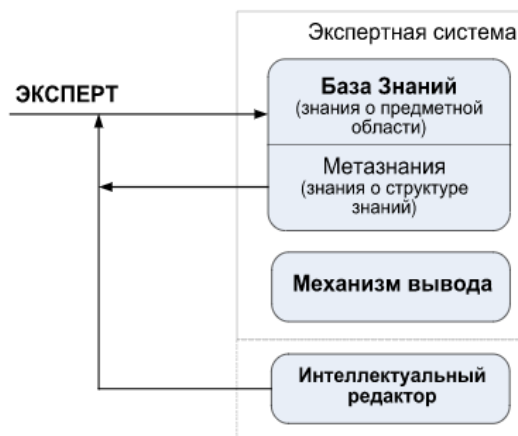 Экспертная система
База Знаний
(знания о предметной
области)
ЭКСПЕРТ
Метазнания
(знания о структуре
знаний)
Механизм вывода
Интеллектуальный
редактор